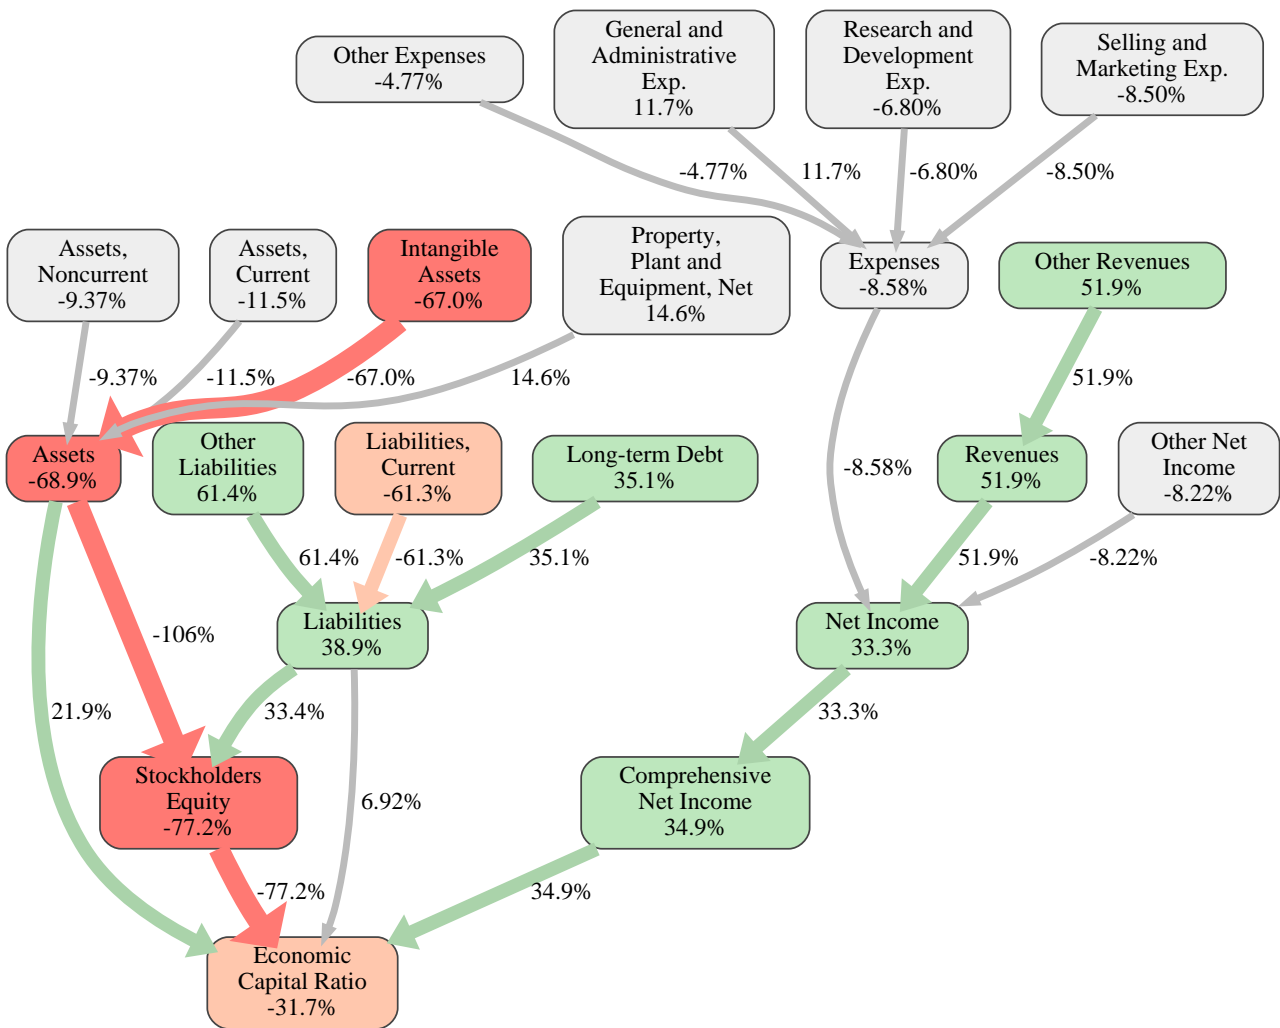 Other Expenses
-4.77%
General and
Administrative
Exp.
11.7%
Research and
Development
Exp.
-6.80%
Selling and
Marketing Exp.
-8.50%
-4.77%
11.7%
-6.80%
-8.50%
Assets,
Noncurrent
-9.37%
Assets,
Current
-11.5%
Intangible
Assets
-67.0%
Property,
Plant and
Equipment, Net
14.6%
Expenses
-8.58%
Other Revenues
51.9%
-9.37%
-11.5%
-67.0%
14.6%
51.9%
Assets
-68.9%
Other
Liabilities
61.4%
Liabilities,
Current
-61.3%
Long-term Debt
35.1%
-8.58%
Revenues
51.9%
Other Net
Income
-8.22%
61.4%
-61.3%
35.1%
51.9%
-8.22%
-106%
Liabilities
38.9%
Net Income
33.3%
21.9%
33.4%
33.3%
Stockholders
Equity
-77.2%
6.92%
Comprehensive
Net Income
34.9%
-77.2%
34.9%
Economic
Capital Ratio
-31.7%